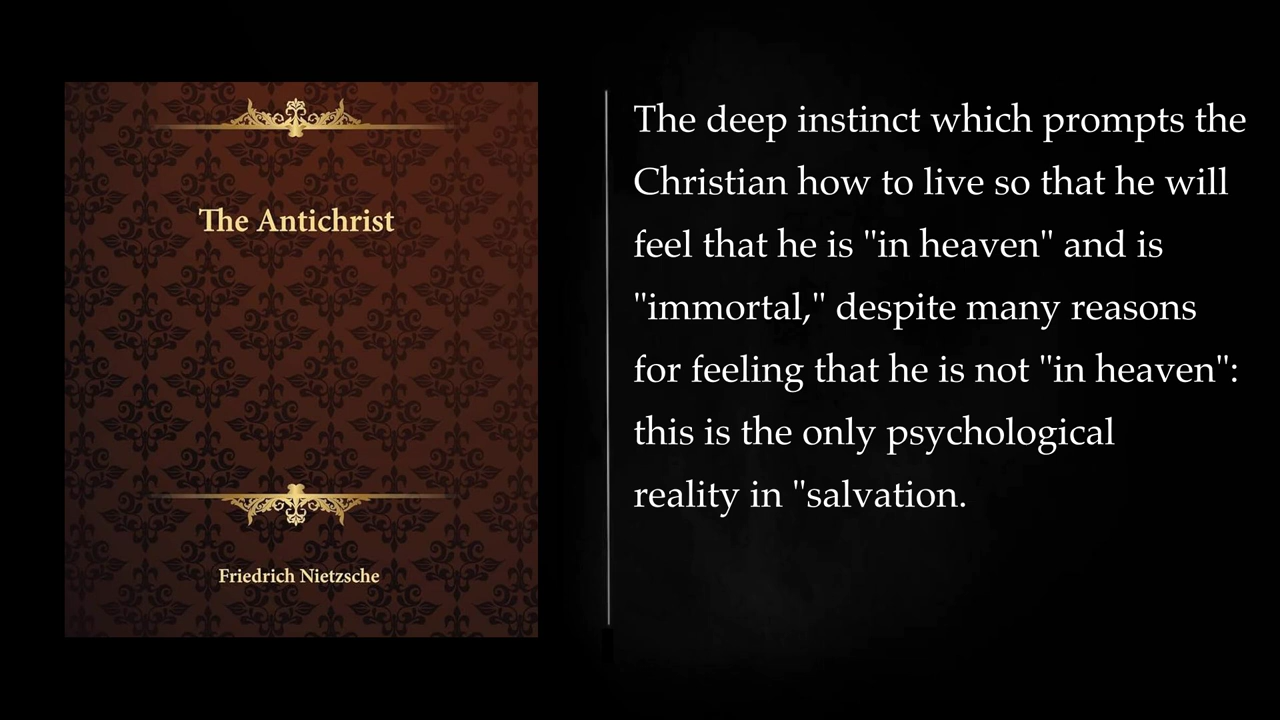 The Antichrist
Friedrich Nietzsche
The deep instinct which prompts the
Christian how to live so that he will
feel that he is "in heaven" and is
"immortal," despite many reasons
for feeling that he is not "in heaven":
this is the only psychological
reality in "salvation.